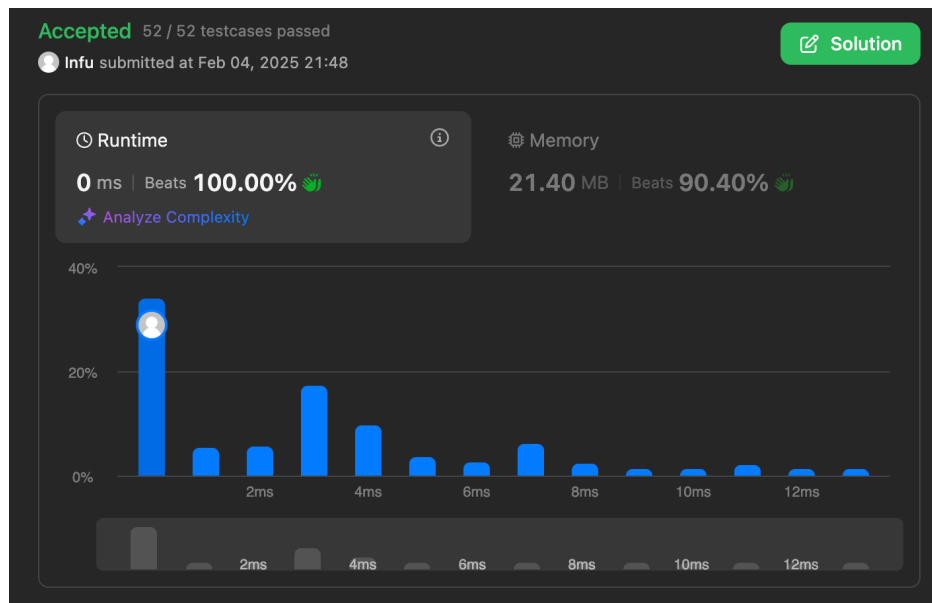 Accepted 52 / 52 testcases passed
Infu submitted at Feb 04, 2025 21:48
Solution
Runtime
0 ms | Beats 100.00%
Analyze Complexity
Memory
21.40 MB | Beats 90.40%
40%
20%
0%
2ms 4ms 6ms 8ms 10ms 12ms
2ms 4ms 6ms 8ms 10ms 12ms